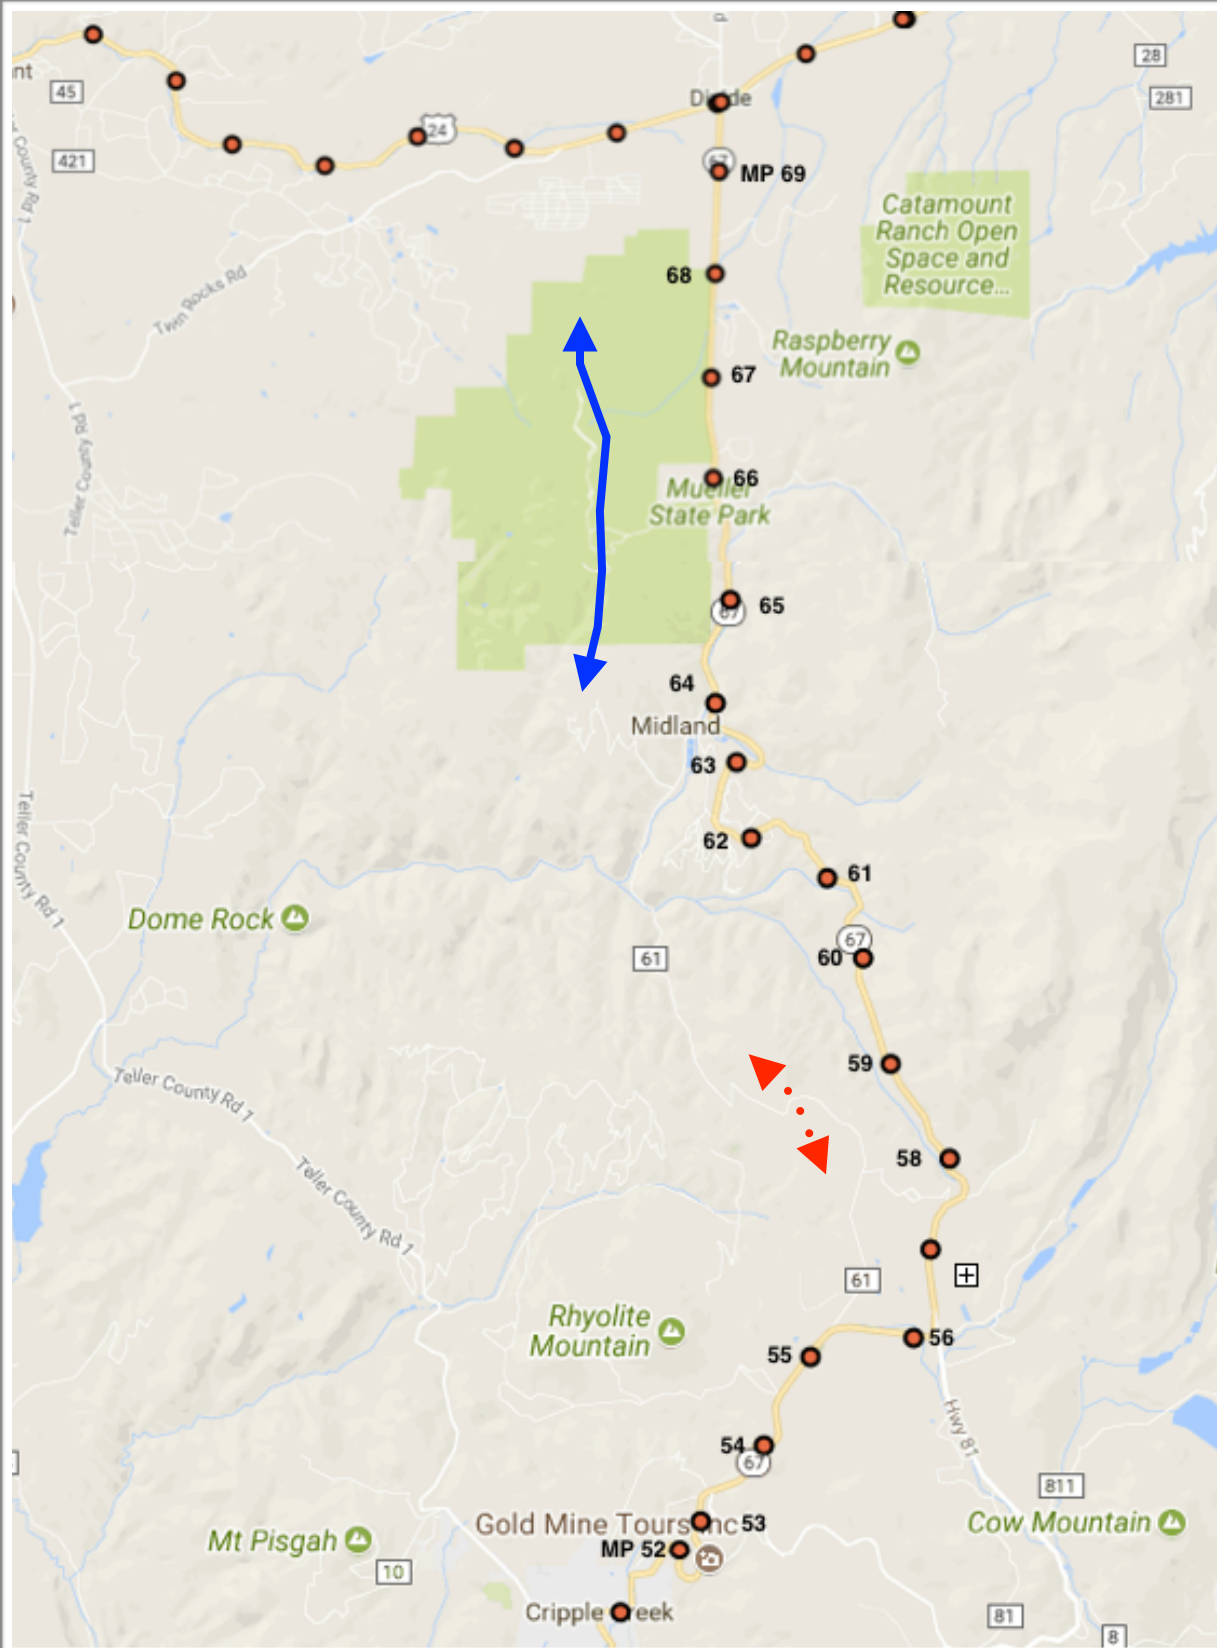 d
nt
45
28
281
24
Divide
421
67
MP 69
County Rd 1
Catamount
Ranch Open
Space and
Resource...
68
Twin Rocks Rd
Raspberry
Mountain
67
Teller County Rd 1
66
Mueller
State Park
65
67
64
Midland
63
Teller County Rd 1
62
61
Dome Rock
67
60
61
59
Teller County Rd 1
58
Teller County Rd 1
61
Rhyolite
Mountain
56
55
Hwy 81
54
67
811
Gold Mine Tours Inc
53
Cow Mountain
Mt Pisgah
MP 52
10
Cripple Creek
81
8